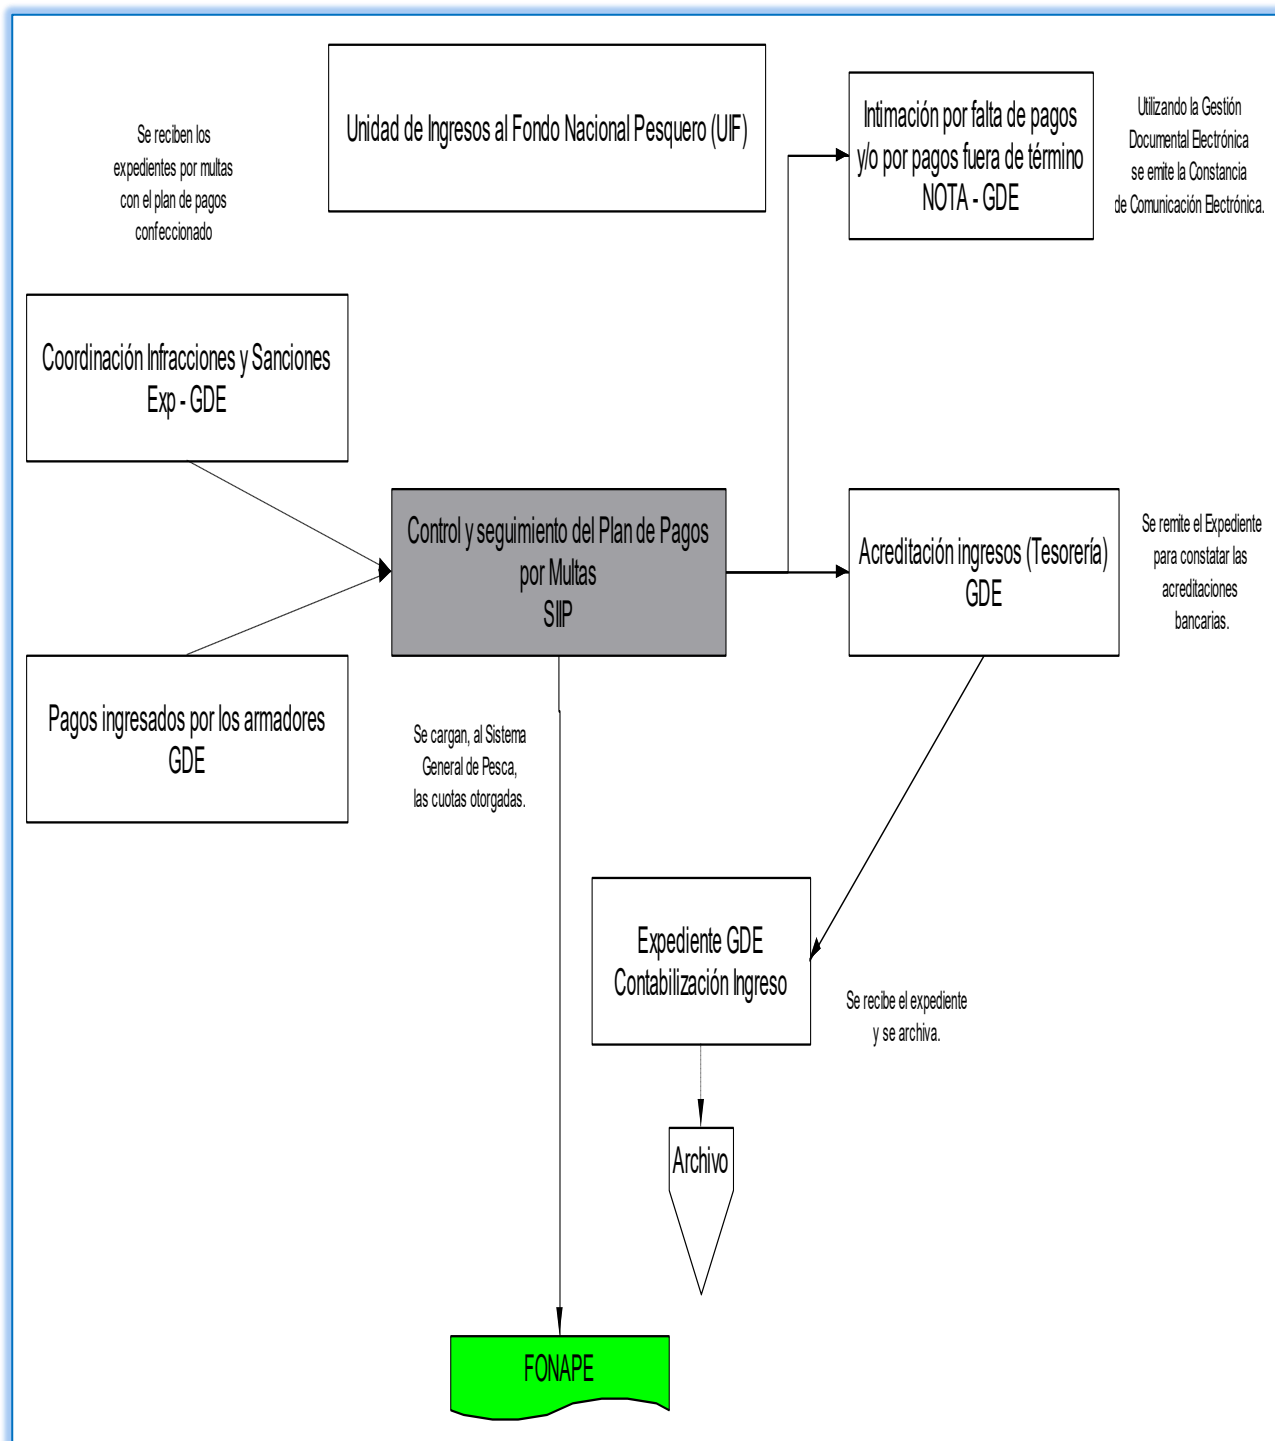 Unidad de Ingresos al Fondo Nacional Pesquero (UIF)
Intimación por falta de pagos
y/o por pagos fuera de término
NOTA - GDE
Utilizando la Gestión
Documental Electrónica
se emite la Constancia
de Comunicación Electrónica.
Se reciben los
expedientes por multas
con el plan de pagos
confeccionado
Coordinación Infracciones y Sanciones
Exp - GDE
Control y seguimiento del Plan de Pagos
por Multas
SIIP
Acreditación ingresos (Tesorería)
GDE
Se remite el Expediente
para constatar las
acreditaciones
bancarias.
Pagos ingresados por los armadores
GDE
Se cargan, al Sistema
General de Pesca,
las cuotas otorgadas.
Expediente GDE
Contabilización Ingreso
Se recibe el expediente
y se archiva.
Archivo
FONAPE